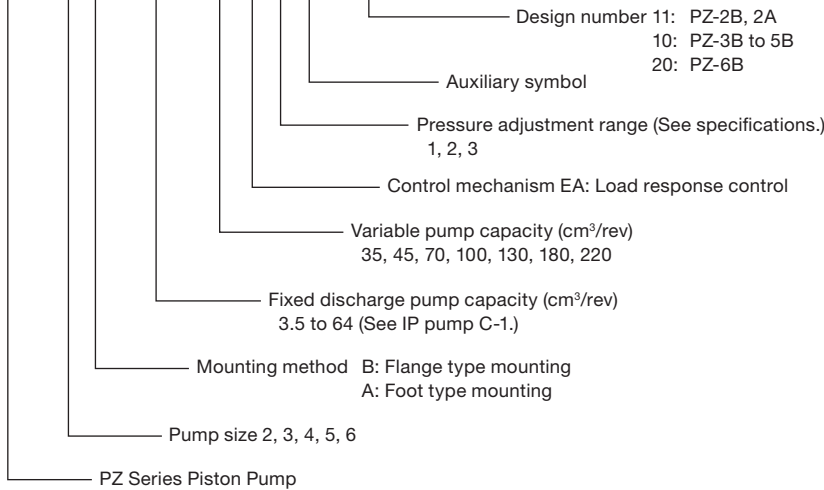 Design number 11: PZ-2B, 2A
10: PZ-3B to 5B
20: PZ-6B
Auxiliary symbol
Pressure adjustment range (See specifications.)
1, 2, 3
Control mechanism EA: Load response control
Variable pump capacity (cm³/rev)
35, 45, 70, 100, 130, 180, 220
Fixed discharge pump capacity (cm³/rev)
3.5 to 64 (See IP pump C-1.)
Mounting method B: Flange type mounting
A: Foot type mounting
Pump size 2, 3, 4, 5, 6
PZ Series Piston Pump